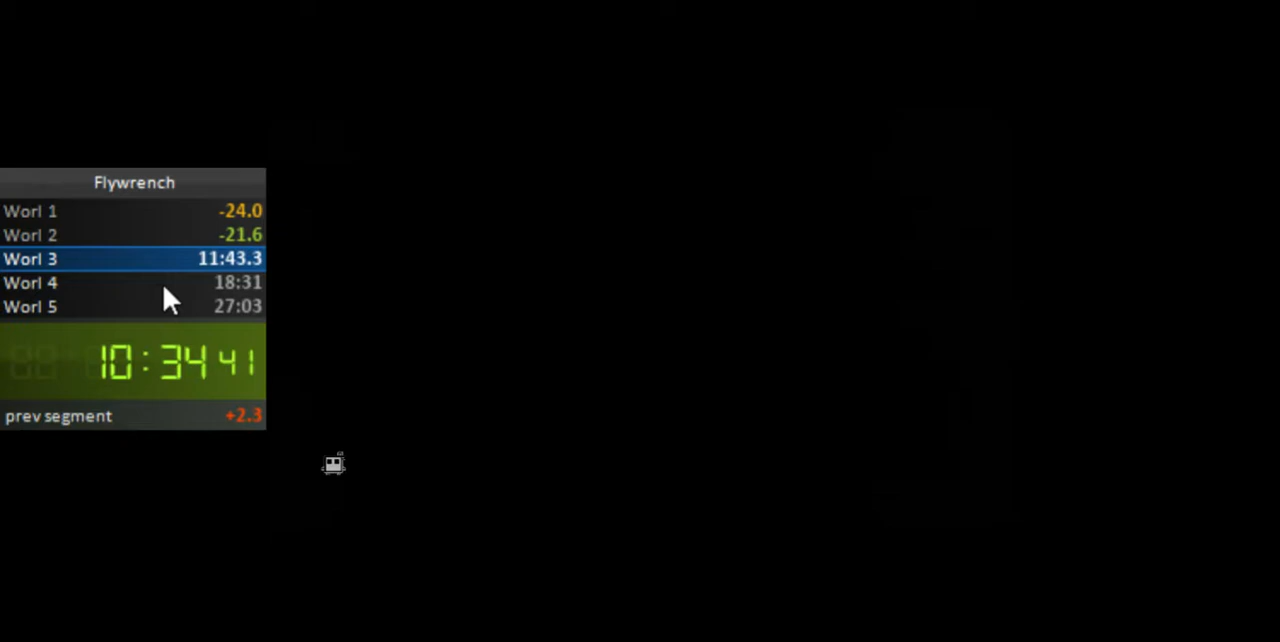 Flywrench
Worl 1 -24.0
Worl 2 -21.6
Worl 3 11:43.3
Worl 4 18:31
Worl 5 27:03
10:34 41
prev segment +2.3